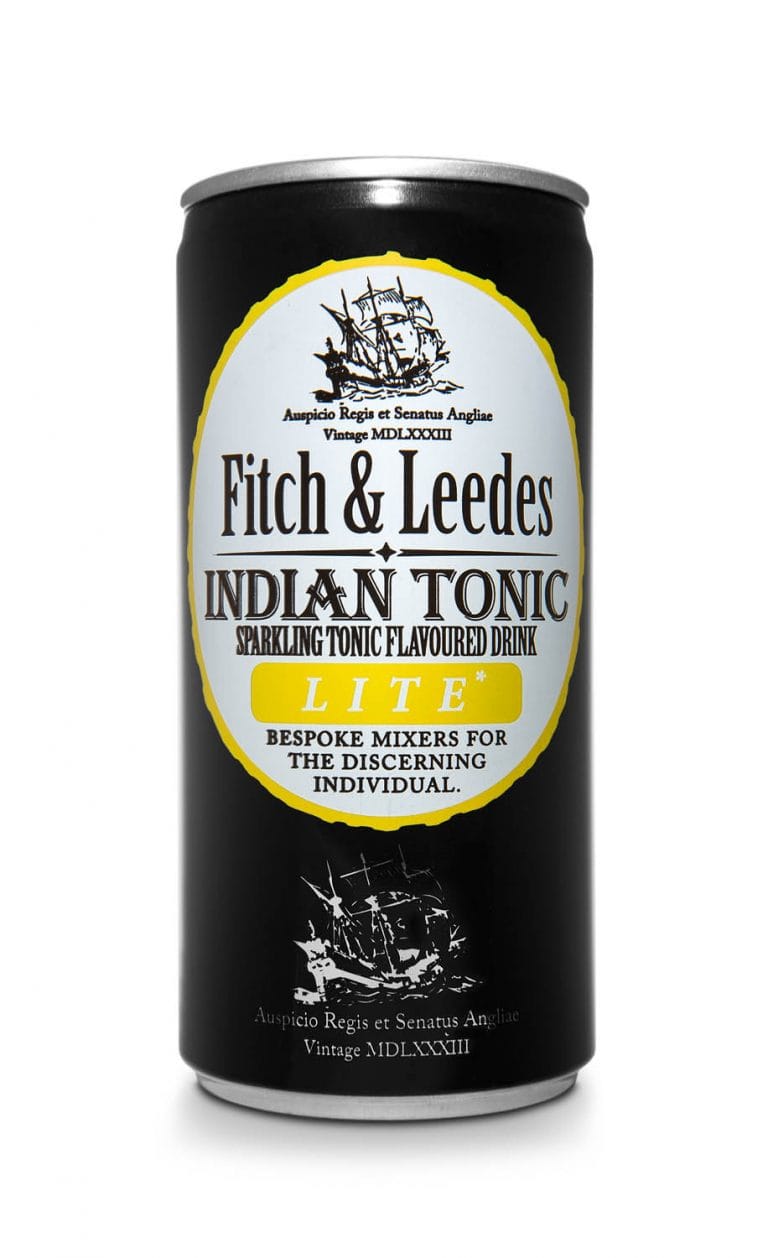 Auspicio Regis et Senatus Angliae
Vintage MDLXXXIII
Fitch & Leedes
INDIAN TONIC
SPARKLING TONIC FLAVOURED DRINK
LITE*
BESPOKE MIXERS FOR
THE DISCERNING
INDIVIDUAL.
Auspicio Regis et Senatus Angliae
Vintage MDLXXXIII